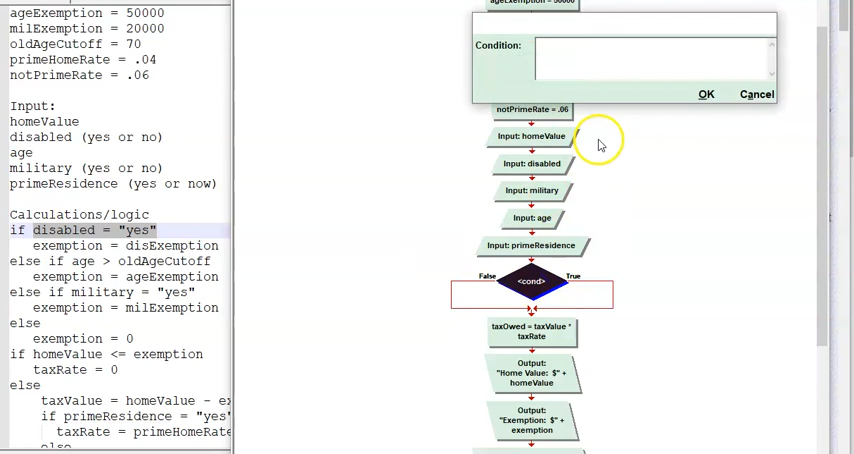 ageExemption = 50000
milExemption = 20000
oldAgeCutoff = 70
primeHomeRate = .04
notPrimeRate = .06
Input:
homeValue
disabled (yes or no)
age
military (yes or no)
primeResidence (yes or now)
Calculations/logic
if disabled = "yes"
exemption = disExemption
else if age > oldAgeCutoff
exemption = ageExemption
else if military = "yes"
exemption = milExemption
else
exemption = 0
if homeValue <= exemption
taxRate = 0
else
taxValue = homeValue - ex
if primeResidence = "yes"
taxRate = primeHomeRate
else
ageExemption = 50000
Condition:
OK Cancel
notPrimeRate = .06
Input: homeValue
Input: disabled
Input: military
Input: age
Input: primeResidence
False <cond> True
taxOwed = taxValue *
taxRate
Output:
"Home Value: $" +
homeValue
Output:
"Exemption: $" +
exemption